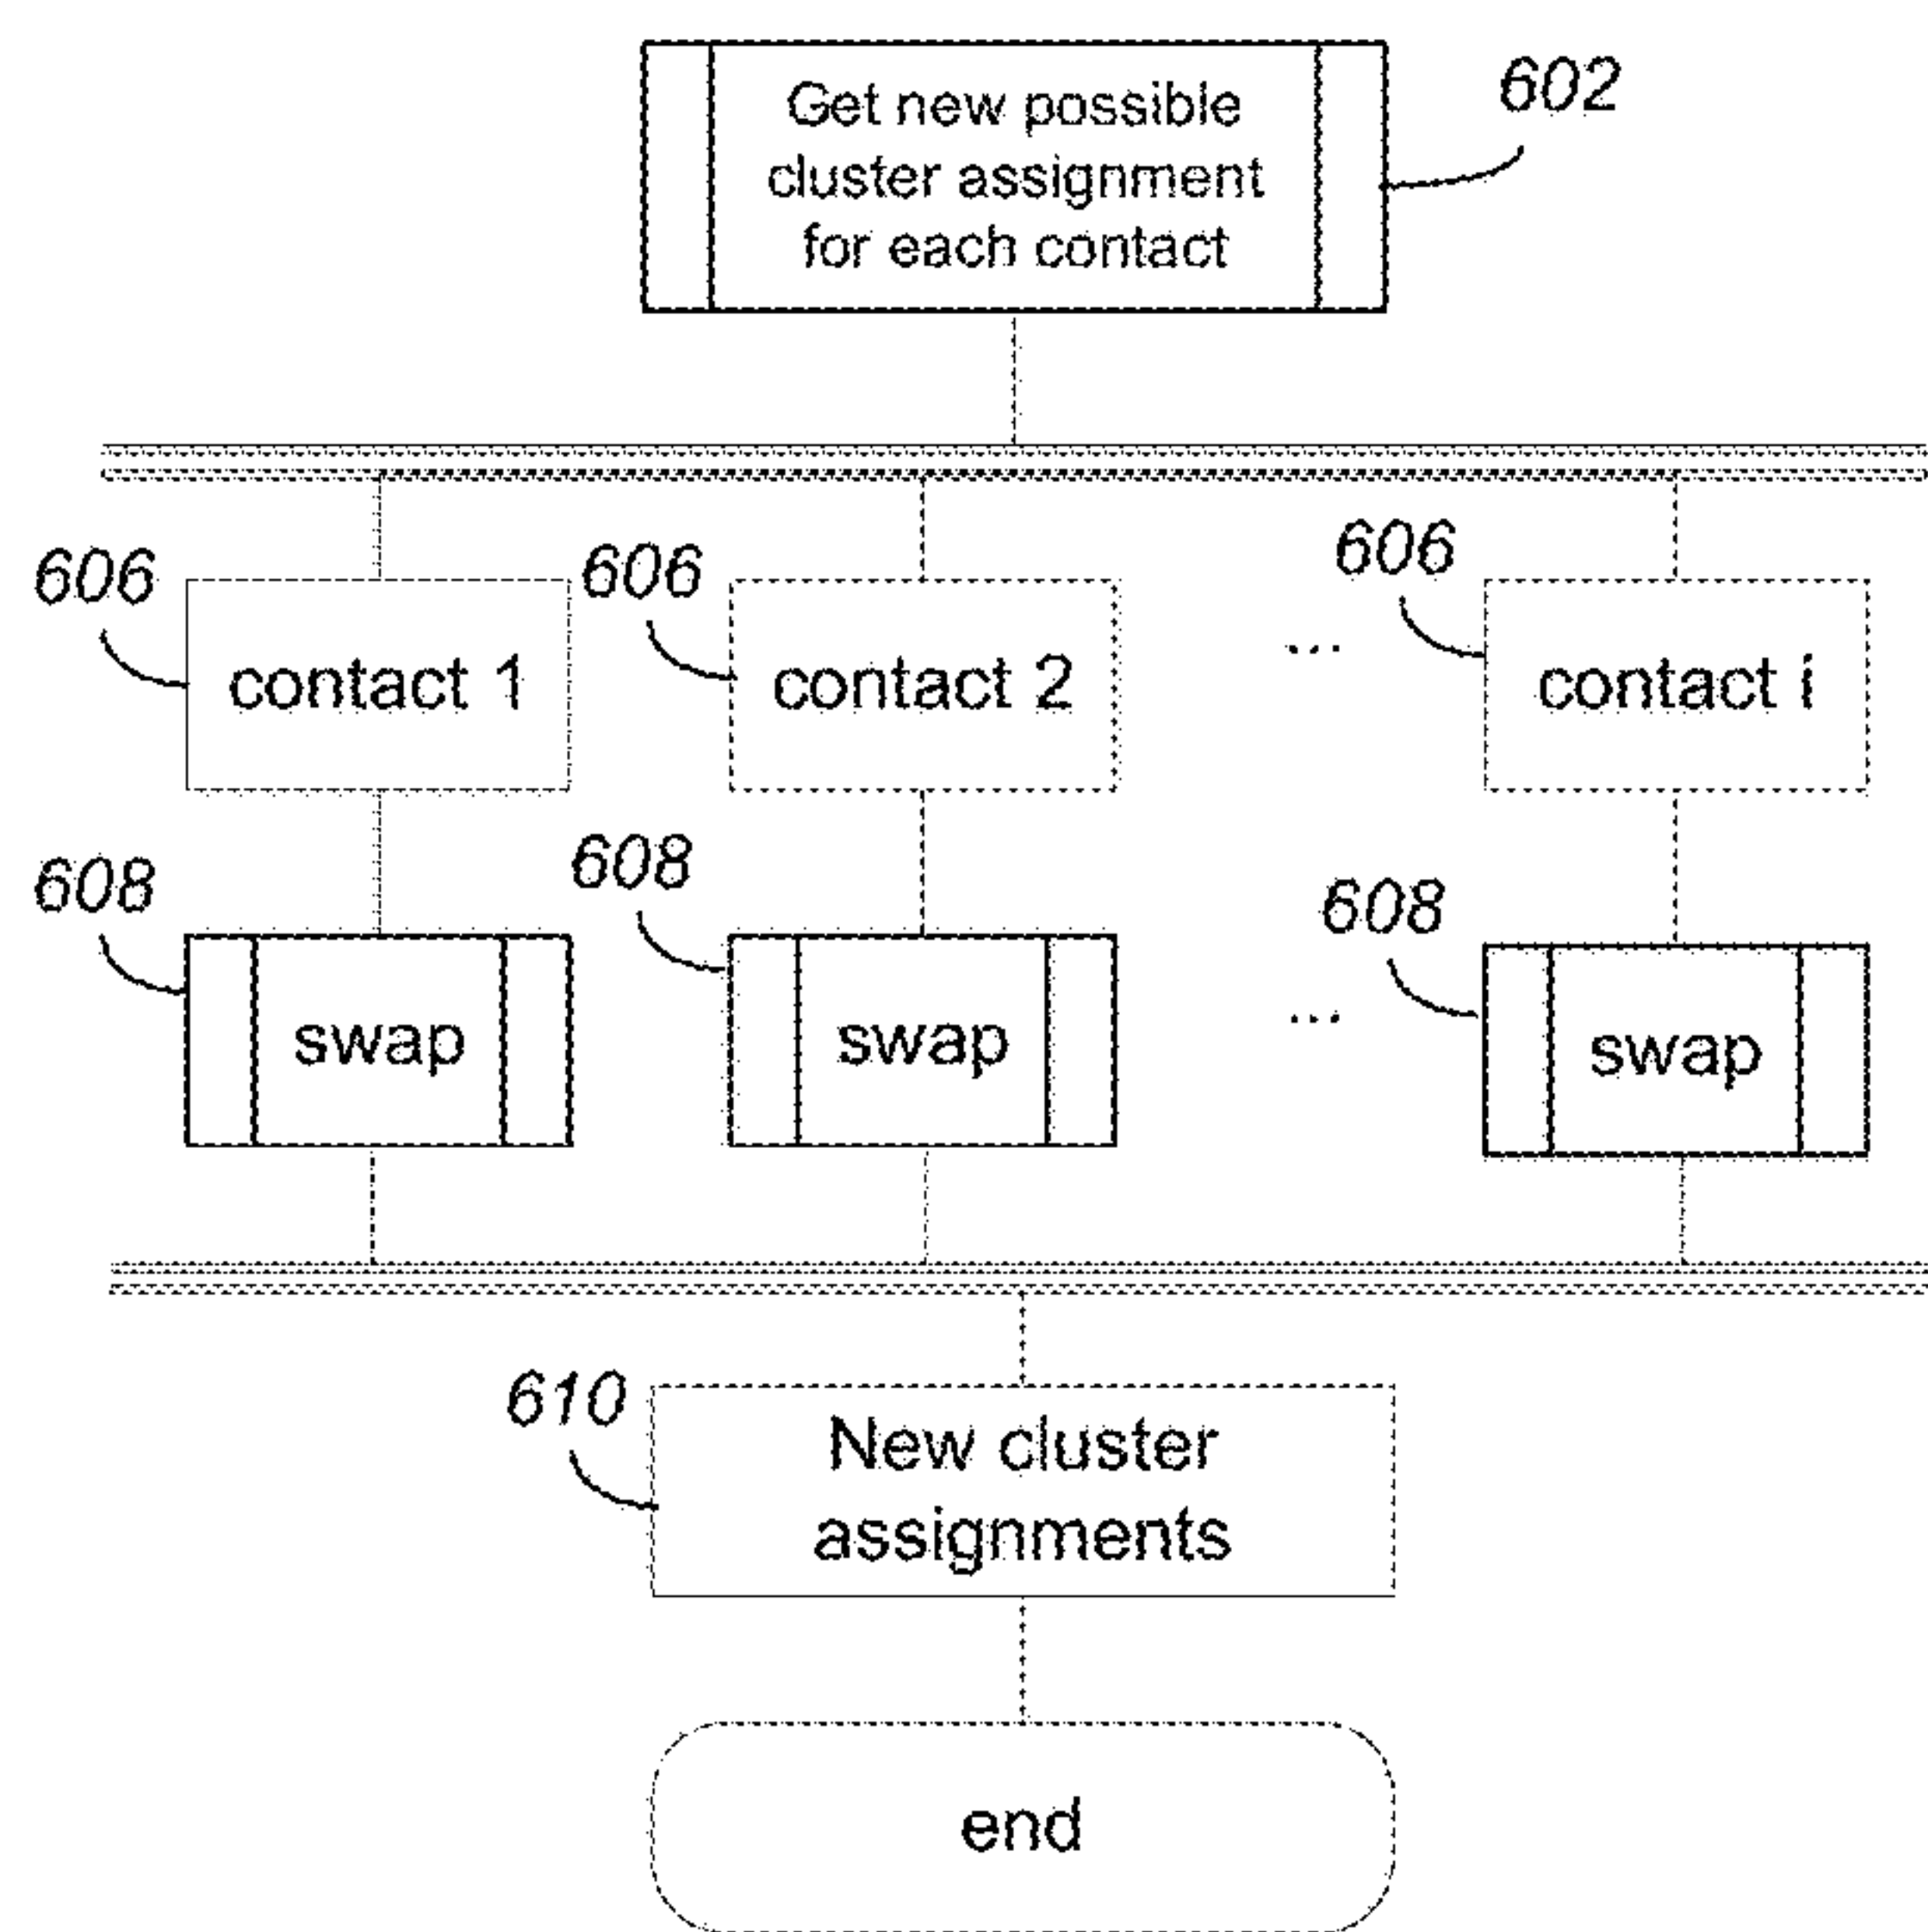 Get new possible
cluster assignment
for each contact
602
606
606
606
contact 1
contact 2
...
contact i
608
608
608
swap
swap
...
swap
610
New cluster
assignments
end